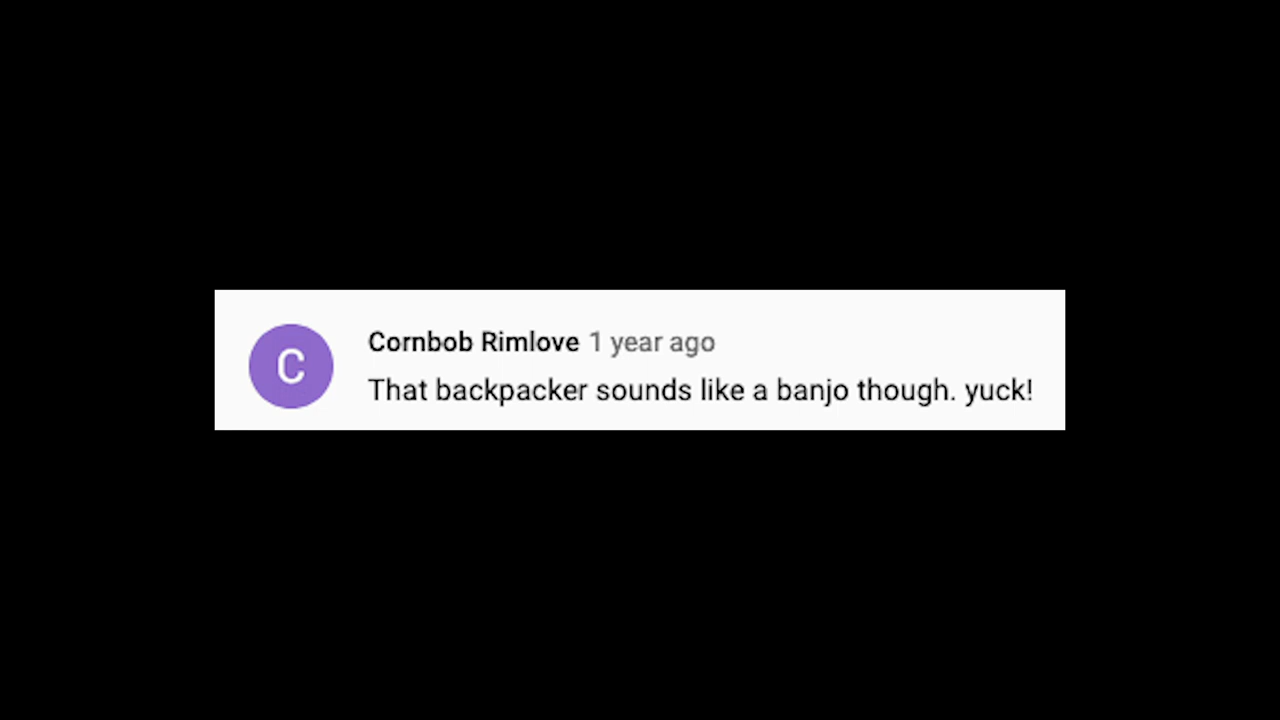 C
Cornbob Rimlove 1 year ago
That backpacker sounds like a banjo though. yuck!